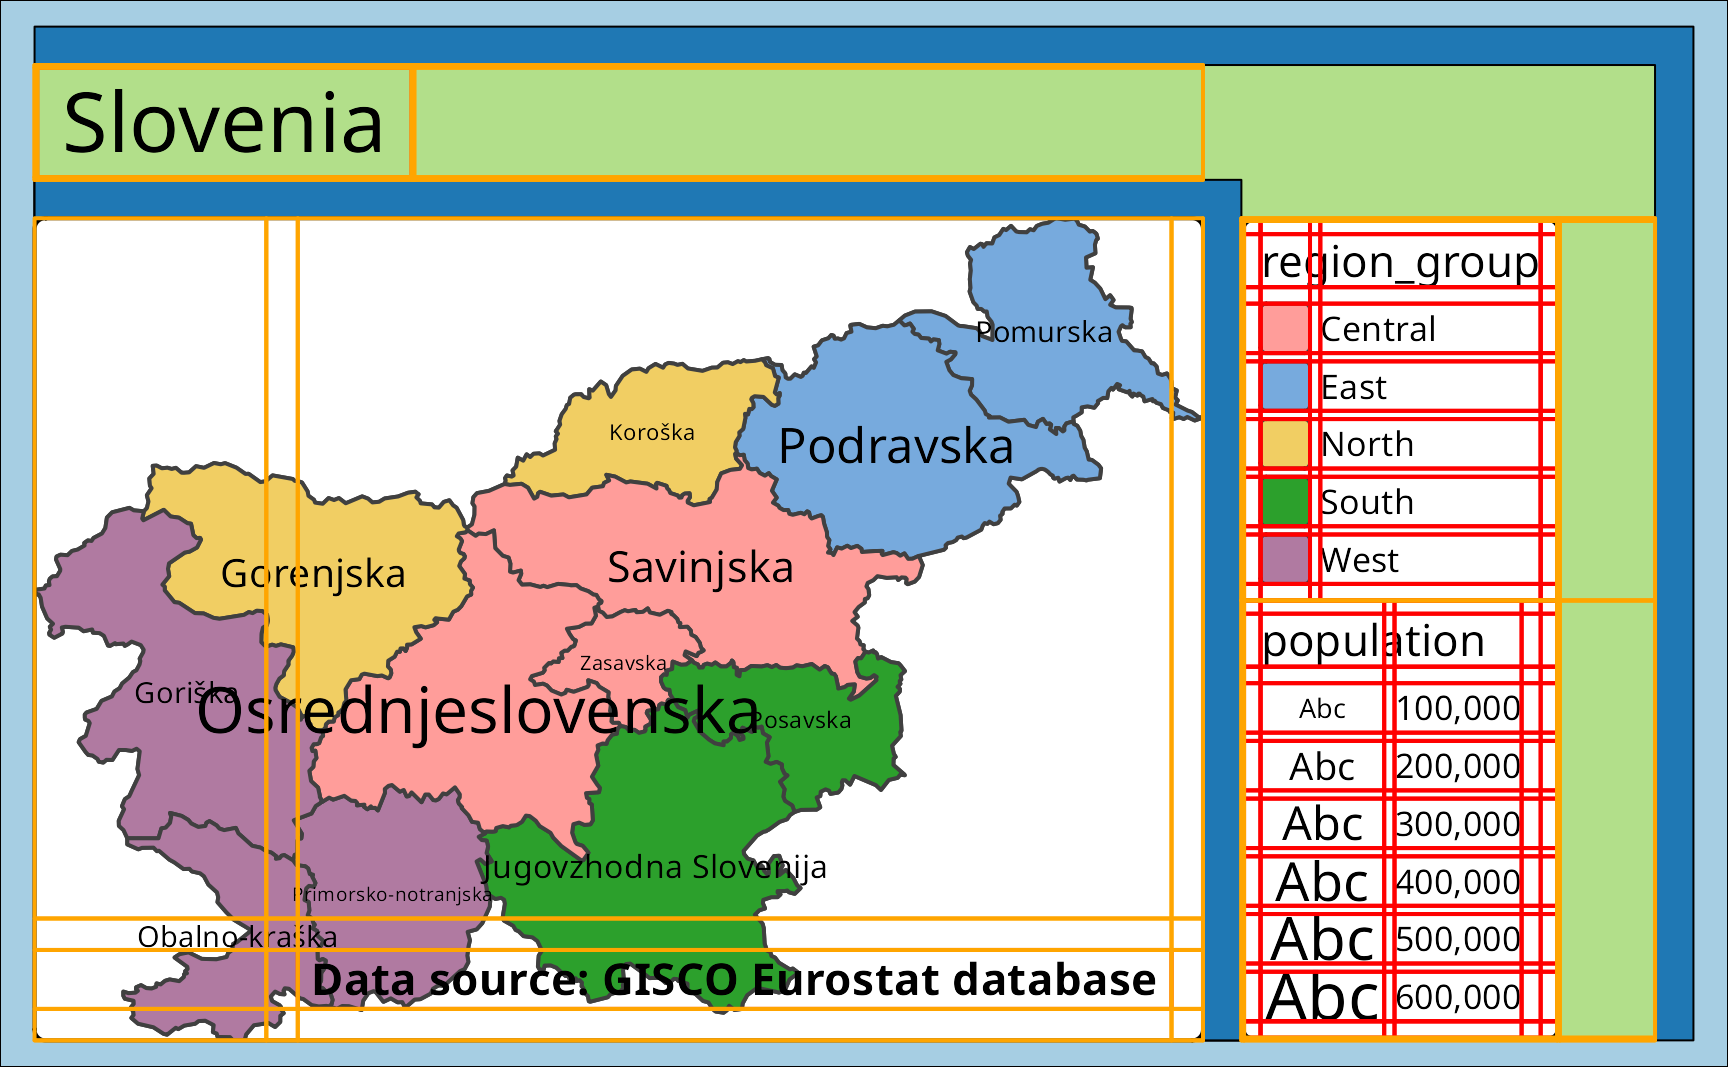 Slovenia
region_group
Central
East
North
South
West
population
Abc 100,000
Abc 200,000
Abc 300,000
Abc 400,000
Abc 500,000
Abc 600,000
Pomurska
Koroška
Podravska
Gorenjska
Savinjska
Zasavska
Goriška
Osrednjeslovenska
Posavska
Jugovzhodna Slovenija
Primorsko-notranjska
Obalno-kraška
Data source: GISCO Eurostat database